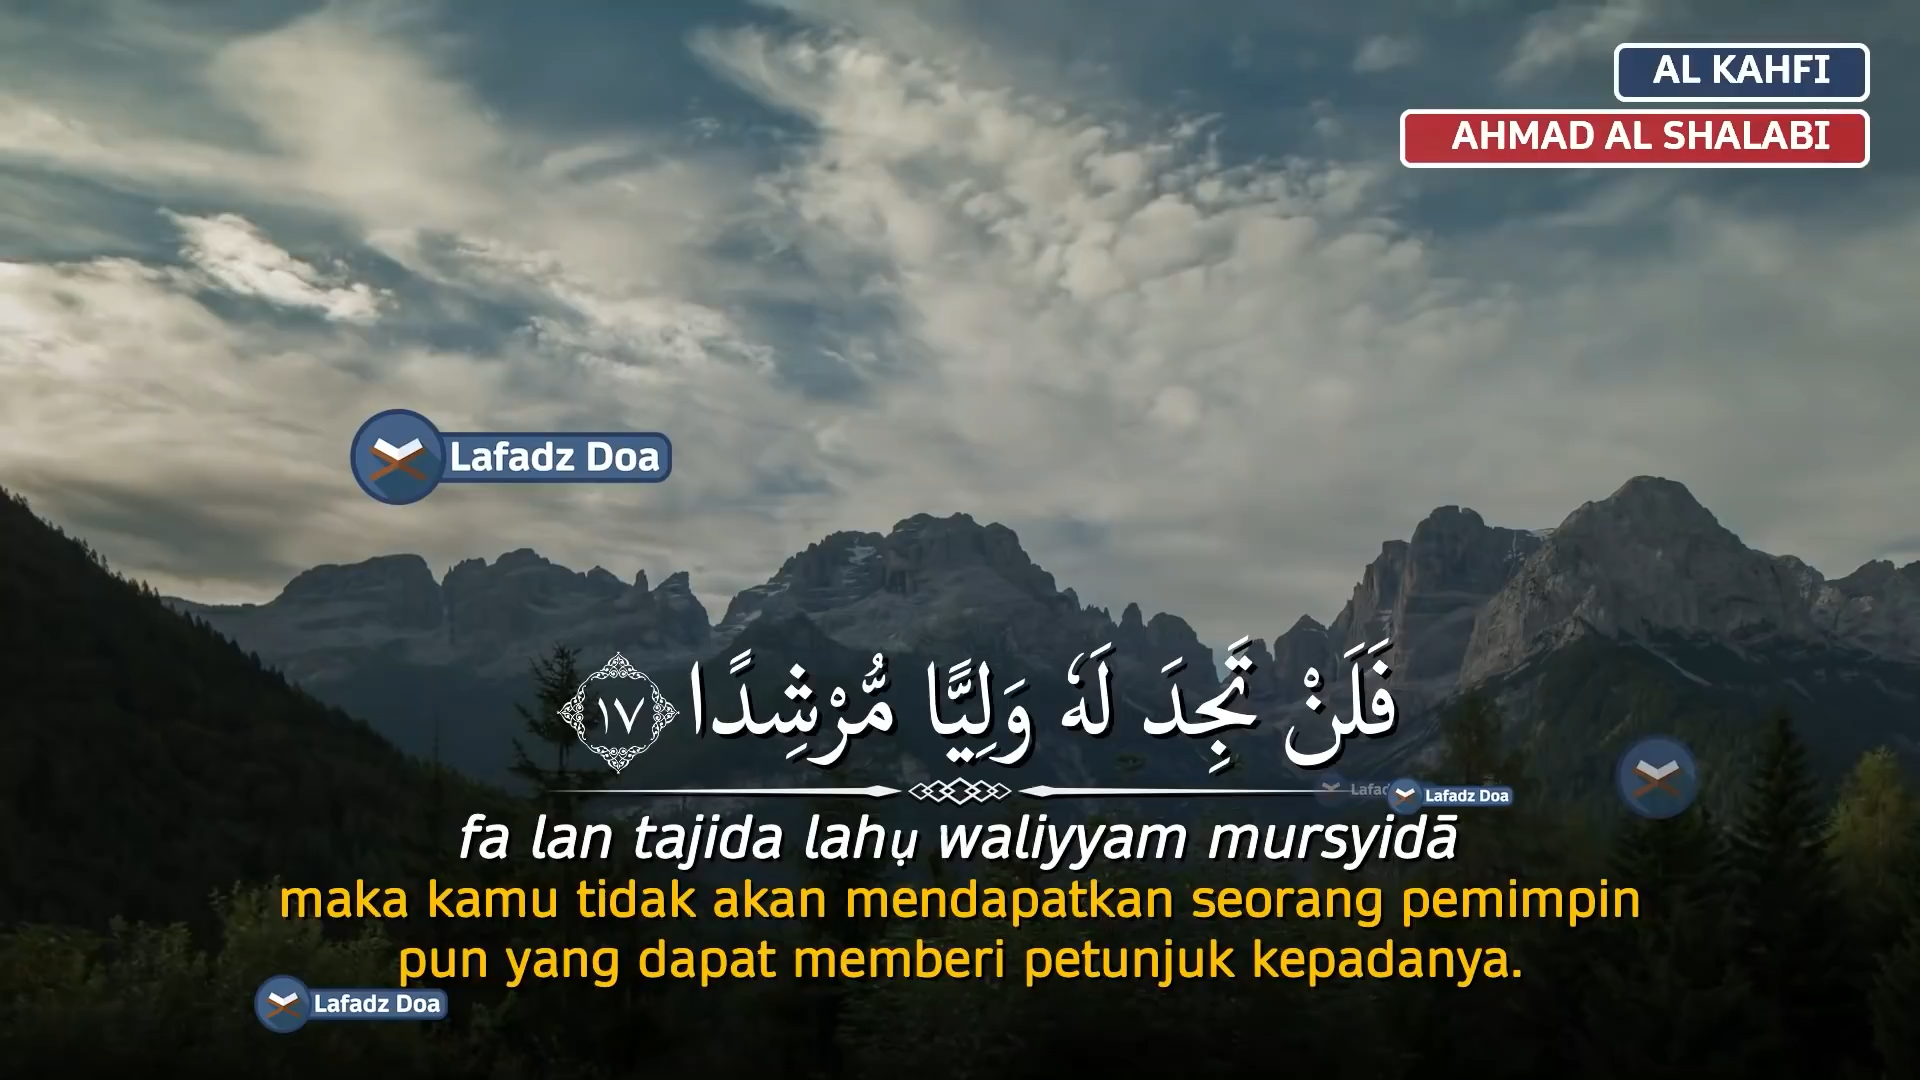 AL KAHFI
AHMAD AL SHALABI
Lafadz Doa
فَلَنْ تَجِدَ لَهٗ وَلِيًّا مُّرْشِدًا ١٧
Lafadz Doa
fa lan tajida lahụ waliyyam mursyidā
maka kamu tidak akan mendapatkan seorang pemimpin
pun yang dapat memberi petunjuk kepadanya.
Lafadz Doa